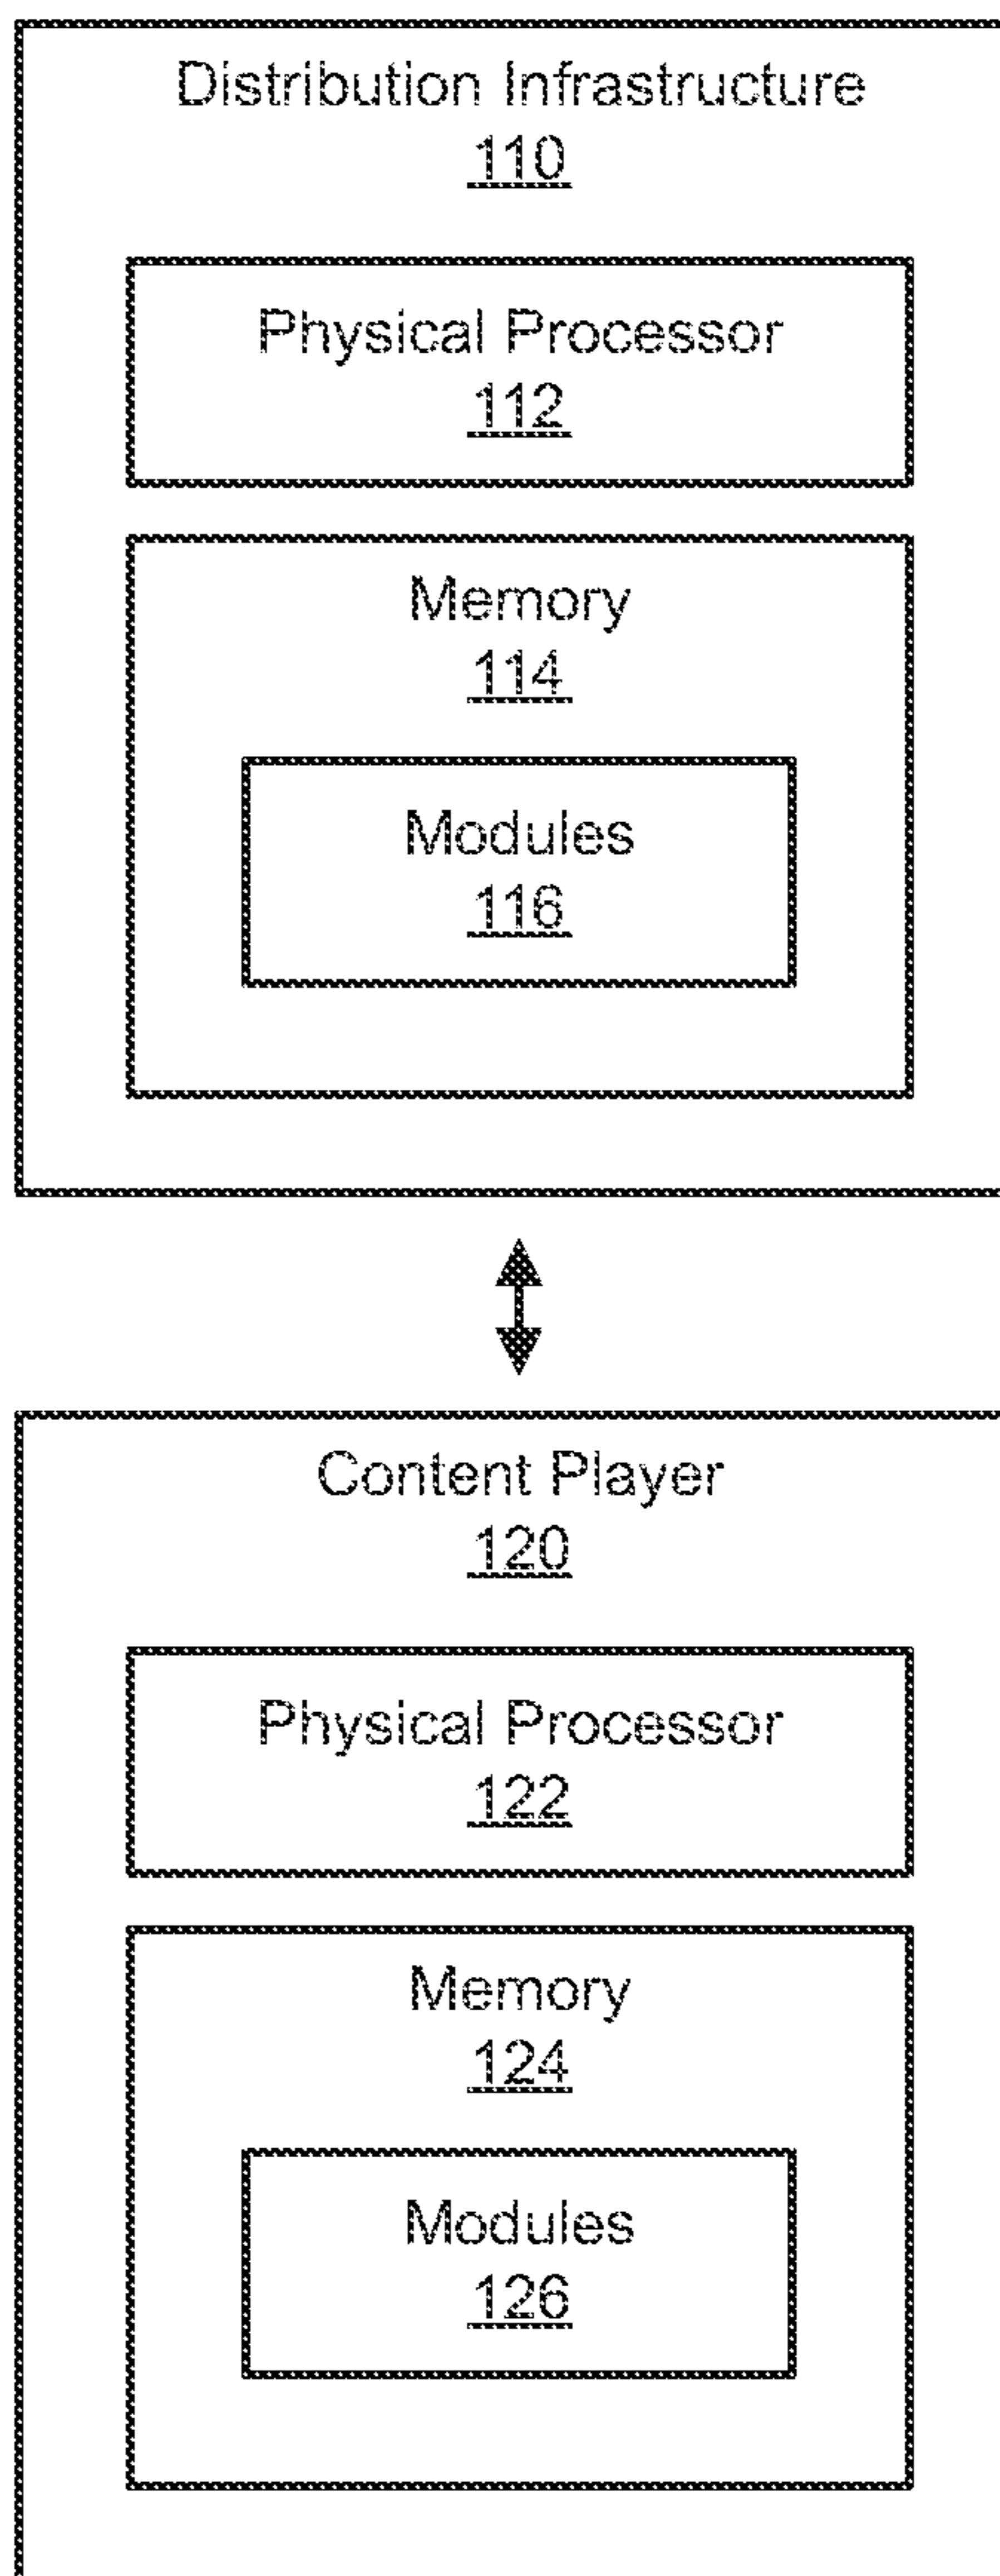 Distribution Infrastructure
110
Physical Processor
112
Memory
114
Modules
116
Content Player
120
Physical Processor
122
Memory
124
Modules
126